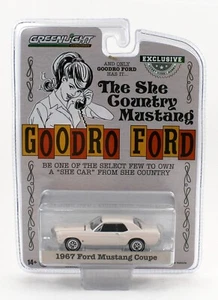 GREENLIGHT
AND ONLY
GOODRO FORD
HAS IT.
EXCLUSIVE
The She
Country
Mustang
GOODRO FORD
BE ONE OF THE SELECT FEW TO OWN
A "SHE CAR" FROM SHE COUNTRY
14+
1967 Ford Mustang Coupe